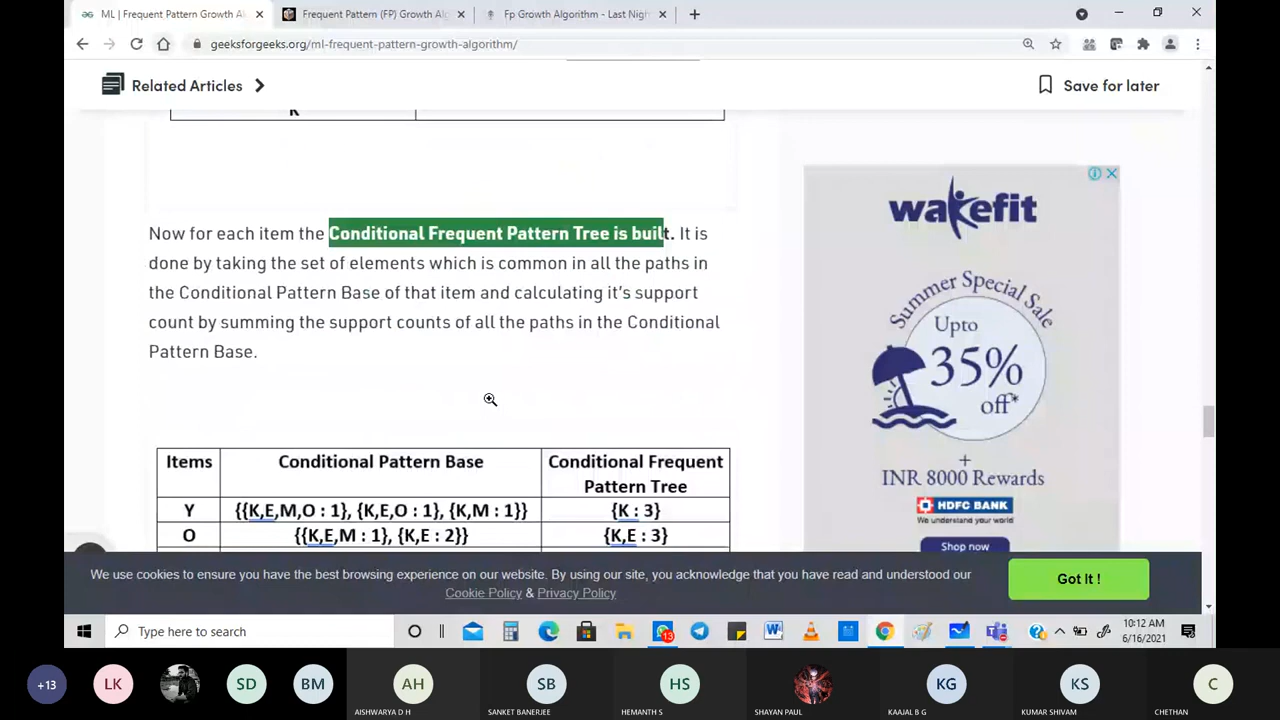 ML | Frequent Pattern Growth Al
Frequent Pattern (FP) Growth Alg
Fp Growth Algorithm - Last Nigh
geeksforgeeks.org/ml-frequent-pattern-growth-algorithm/
Related Articles
Save for later
K
Now for each item the Conditional Frequent Pattern Tree is built. It is
done by taking the set of elements which is common in all the paths in
the Conditional Pattern Base of that item and calculating it's support
count by summing the support counts of all the paths in the Conditional
Pattern Base.
Items Conditional Pattern Base Conditional Frequent
Pattern Tree
Y {{K,E,M,O : 1}, {K,E,O : 1}, {K,M : 1}} {K : 3}
O {{K,E,M : 1}, {K,E : 2}} {K,E : 3}
wakefit
Summer Special Sale
Upto
35%
off*
+
INR 8000 Rewards
HDFC BANK
We understand your world
Shop now
We use cookies to ensure you have the best browsing experience on our website. By using our site, you acknowledge that you have read and understood our
Cookie Policy & Privacy Policy
Got It !
Type here to search
13
10:12 AM
6/16/2021
+13
LK
SD
BM
AH
SB
HS
KG
KS
C
AISHWARYA D H
SANKET BANERJEE
HEMANTH S
SHAYAN PAUL
KAAJAL B G
KUMAR SHIVAM
CHETHAN